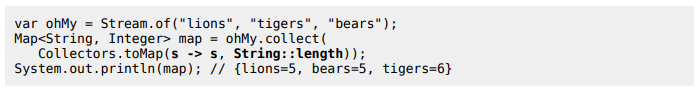 var ohMy = Stream.of("lions", "tigers", "bears");
Map<String, Integer> map = ohMy.collect(
   Collectors.toMap(s -> s, String::length));
System.out.println(map); // {lions=5, bears=5, tigers=6}